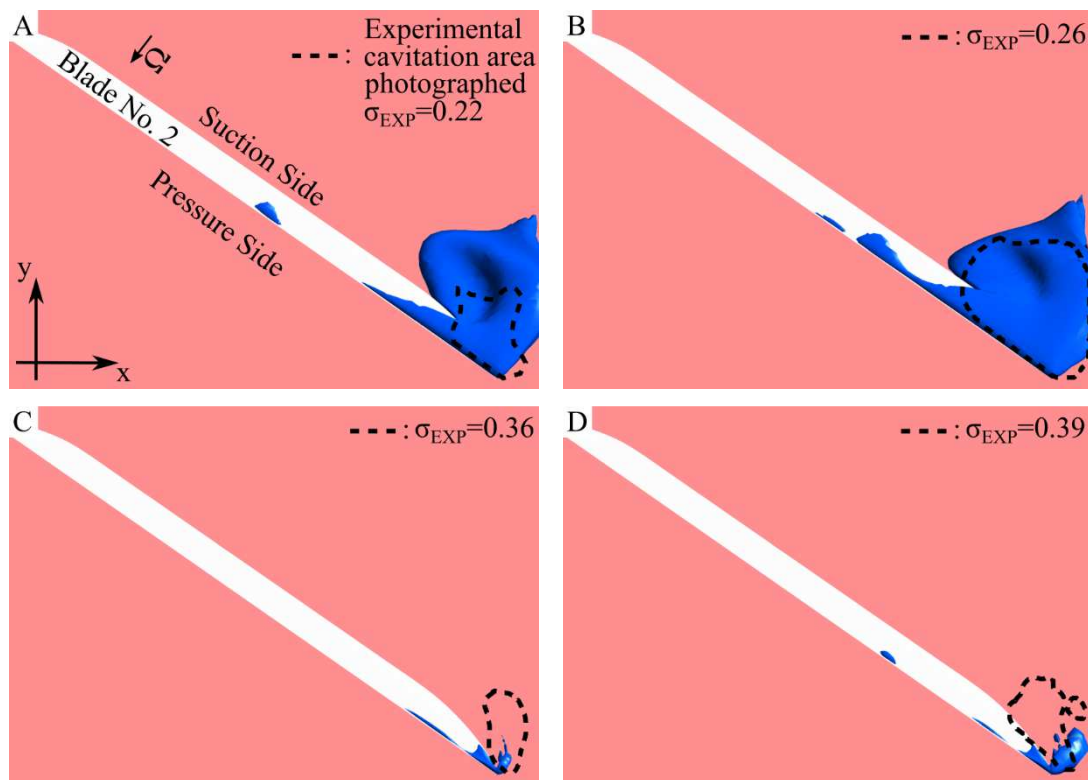 A
Ω
Blade No. 2
Suction Side
Pressure Side
y
x
Experimental
: cavitation area
photographed
σEXP=0.22
B
: σEXP=0.26
C
: σEXP=0.36
D
: σEXP=0.39